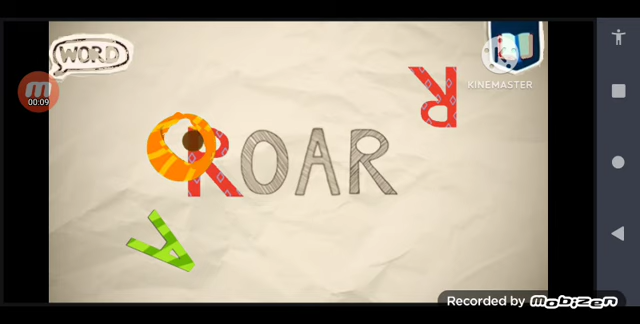 WORD
00:09
KINEMASTER
R
ROAR
A
Recorded by mobizen